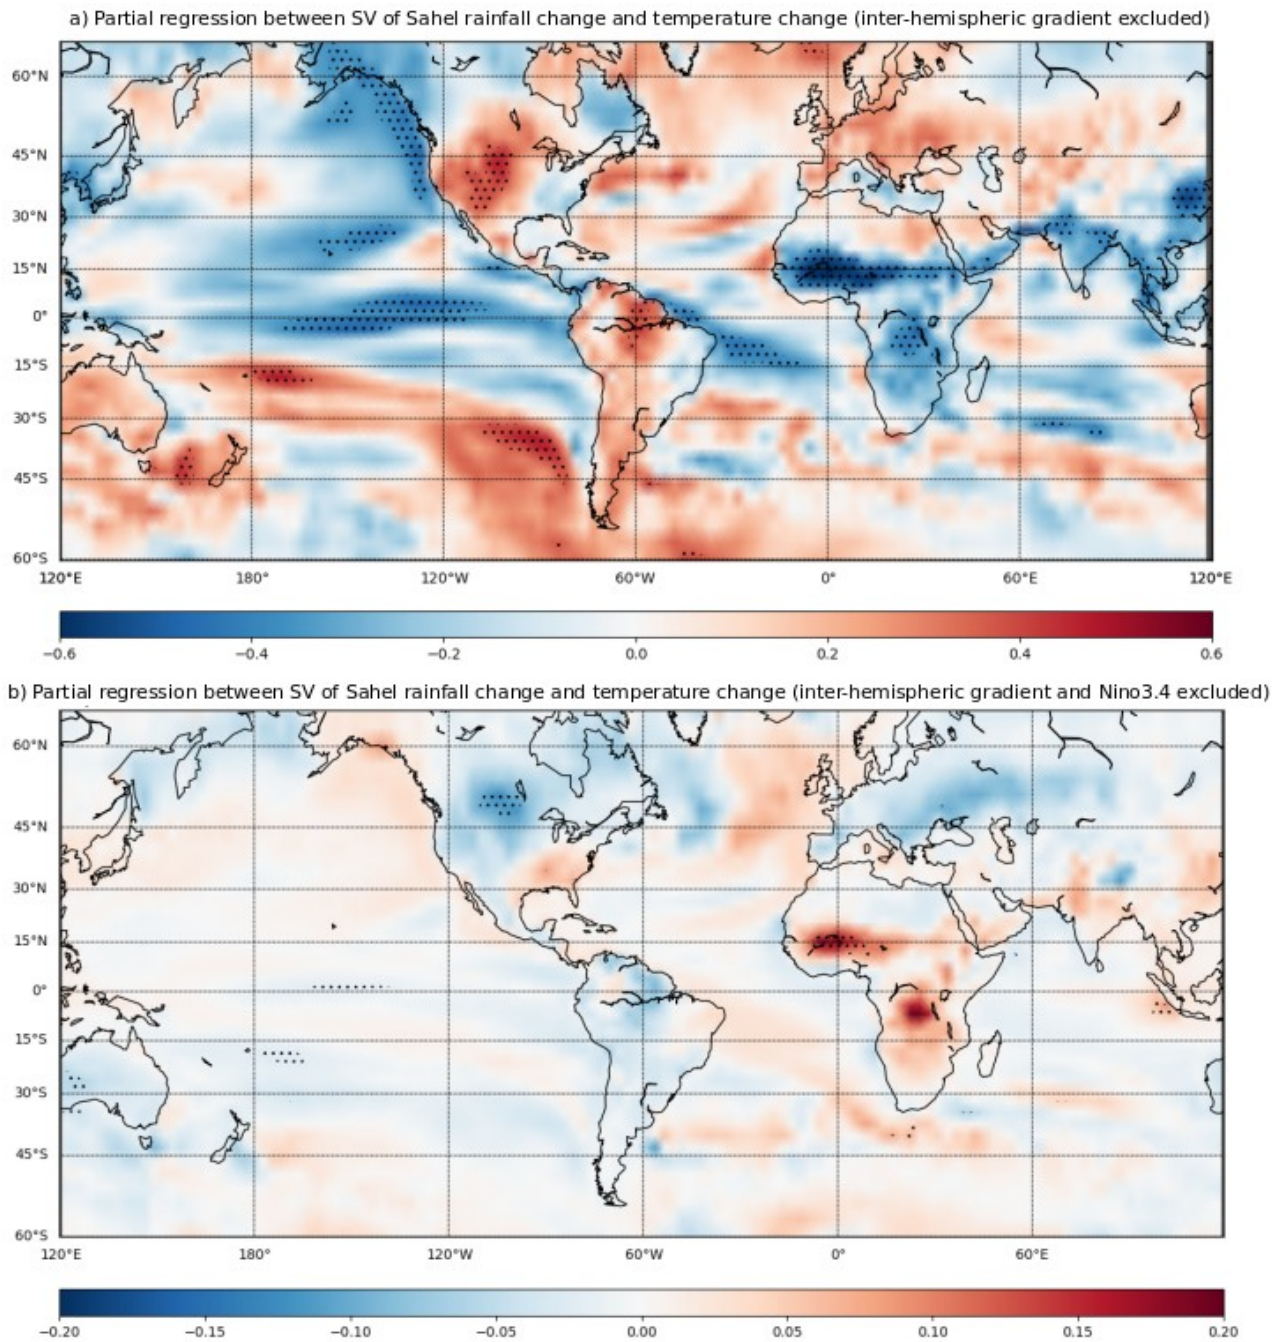 a) Partial regression between SV of Sahel rainfall change and temperature change (inter-hemispheric gradient excluded)
60°N
45°N
30°N
15°N
0°
15°S
30°S
45°S
60°S
120°E 180° 120°W 60°W 0° 60°E 120°E
−0.6 −0.4 −0.2 0.0 0.2 0.4 0.6
b) Partial regression between SV of Sahel rainfall change and temperature change (inter-hemispheric gradient and Nino3.4 excluded)
60°N
45°N
30°N
15°N
0°
15°S
30°S
45°S
60°S
120°E 180° 120°W 60°W 0° 60°E
−0.20 −0.15 −0.10 −0.05 0.00 0.05 0.10 0.15 0.20